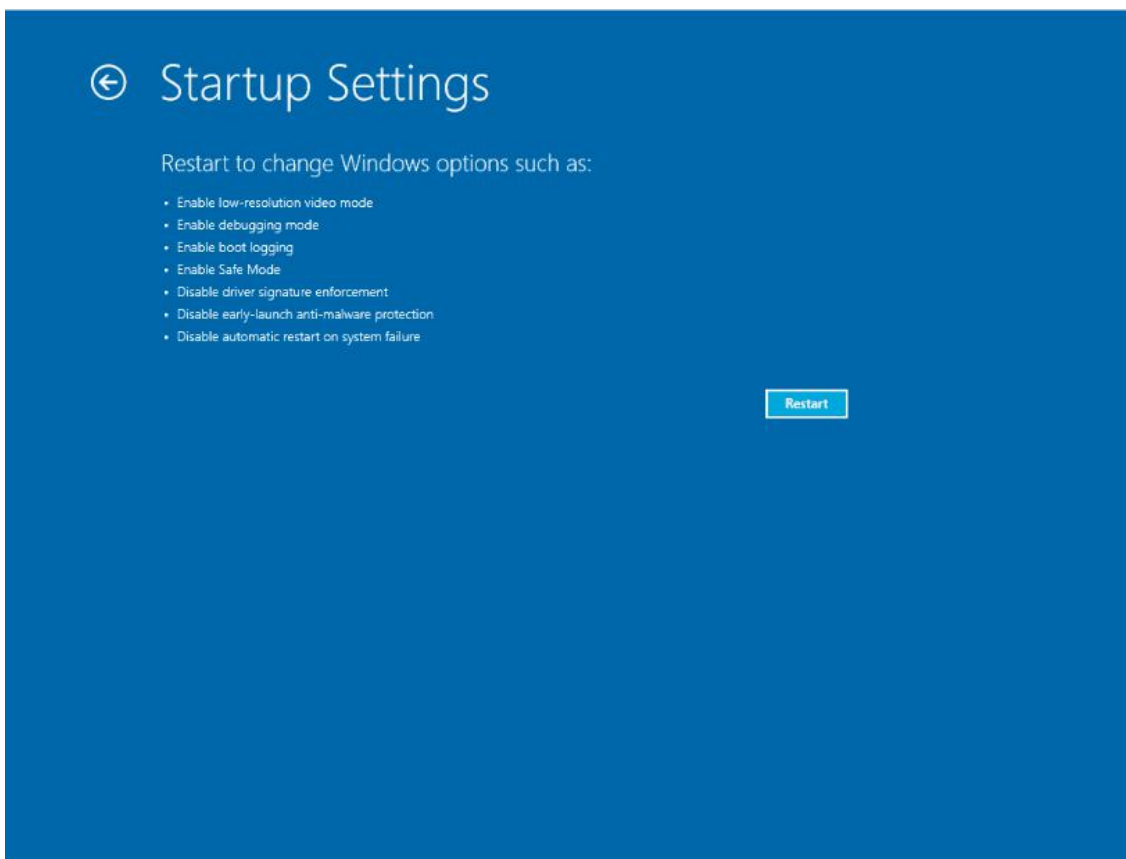 Startup Settings
Restart to change Windows options such as:
• Enable low-resolution video mode
• Enable debugging mode
• Enable boot logging
• Enable Safe Mode
• Disable driver signature enforcement
• Disable early-launch anti-malware protection
• Disable automatic restart on system failure
Restart